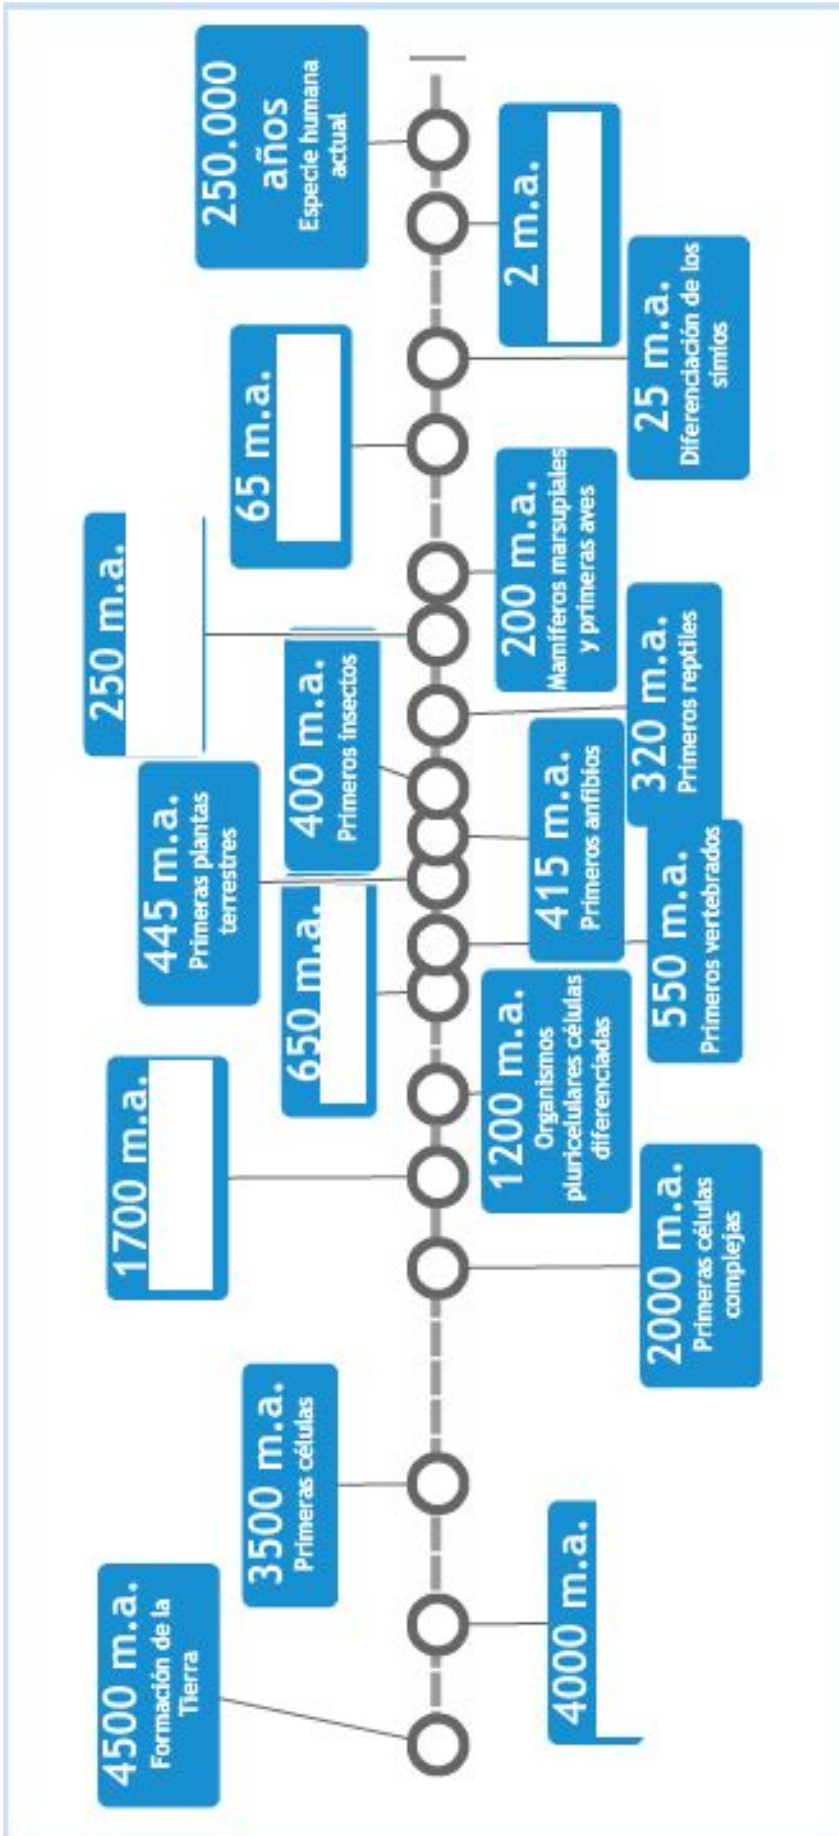 4500 m.a.
Formación de la
Tierra
4000 m.a.
3500 m.a.
Primeras células
2000 m.a.
Primeras células
complejas
1700 m.a.
1200 m.a.
Organismos
pluricelulares células
diferenciadas
650 m.a.
550 m.a.
Primeros vertebrados
445 m.a.
Primeras plantas
terrestres
415 m.a.
Primeros anfibios
400 m.a.
Primeros insectos
320 m.a.
Primeros reptiles
250 m.a.
200 m.a.
Mamíferos marsupiales
y primeras aves
65 m.a.
25 m.a.
Diferenciación de los
simios
2 m.a.
250.000
años
Especie humana
actual